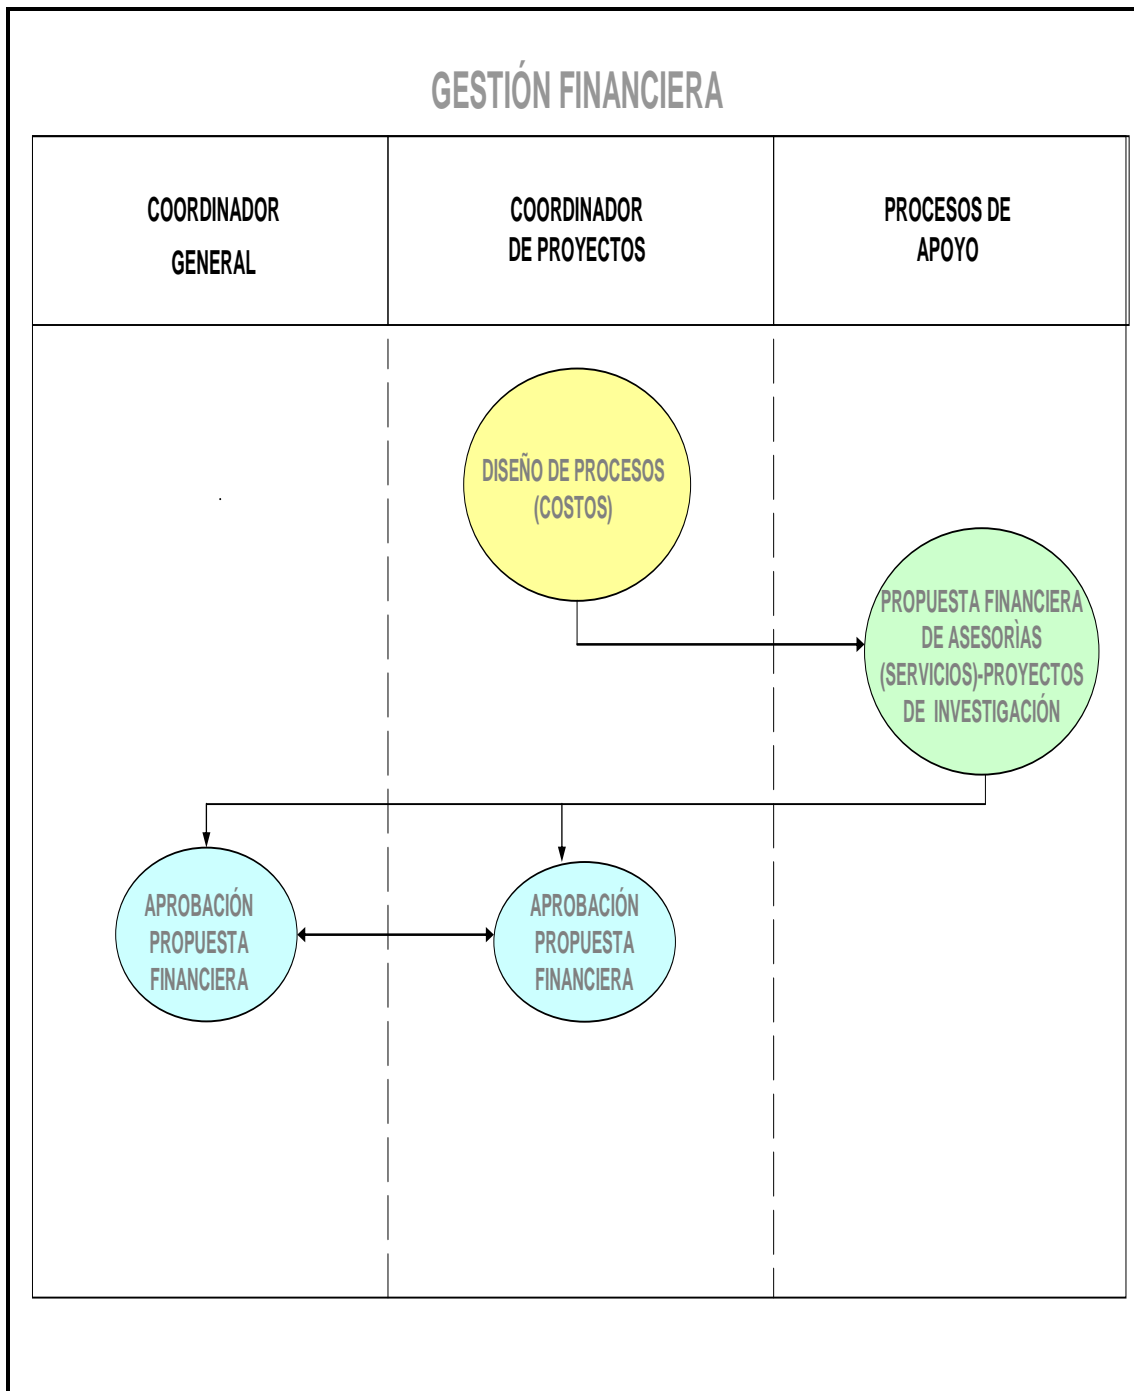 GESTIÓN FINANCIERA
COORDINADOR
GENERAL
COORDINADOR
DE PROYECTOS
PROCESOS DE
APOYO
DISEÑO DE PROCESOS
(COSTOS)
PROPUESTA FINANCIERA
DE ASESORÌAS
(SERVICIOS)-PROYECTOS
DE INVESTIGACIÓN
APROBACIÓN
PROPUESTA
FINANCIERA
APROBACIÓN
PROPUESTA
FINANCIERA